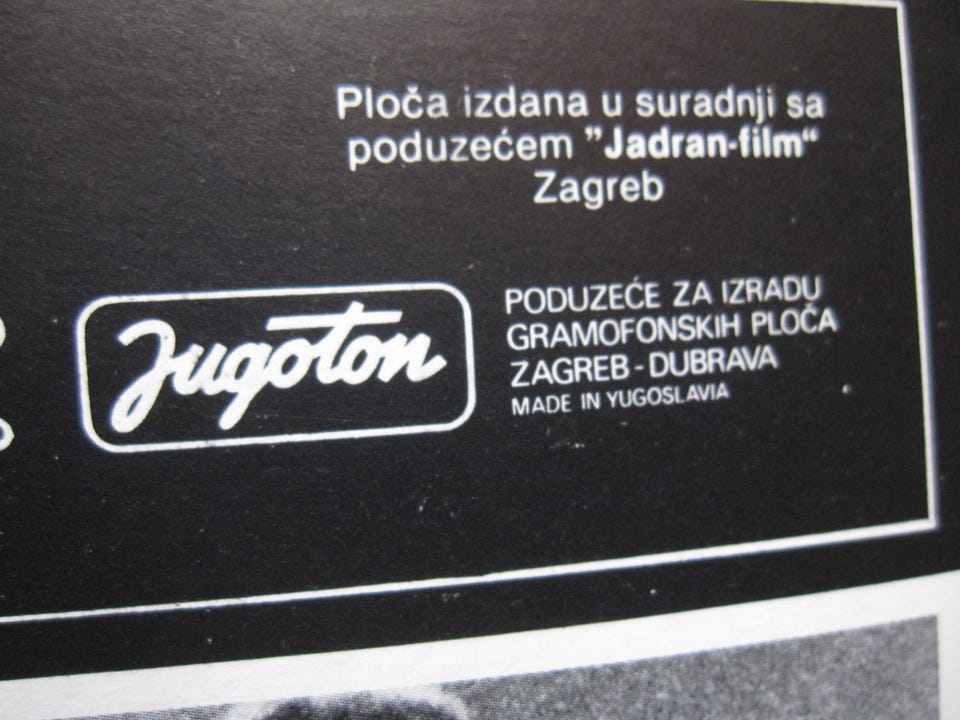 Ploča izdana u suradnji sa
poduzećem ”Jadran-film“
Zagreb
Jugoton
PODUZEĆE ZA IZRADU
GRAMOFONSKIH PLOČA
ZAGREB - DUBRAVA
MADE IN YUGOSLAVIA